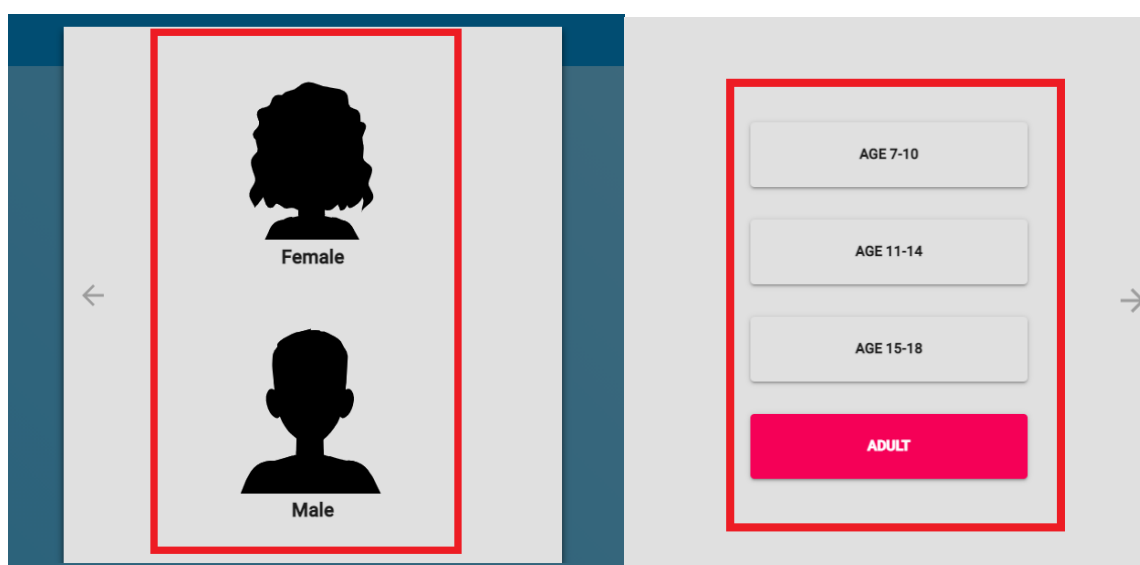 Female
Male
AGE 7-10
AGE 11-14
AGE 15-18
ADULT